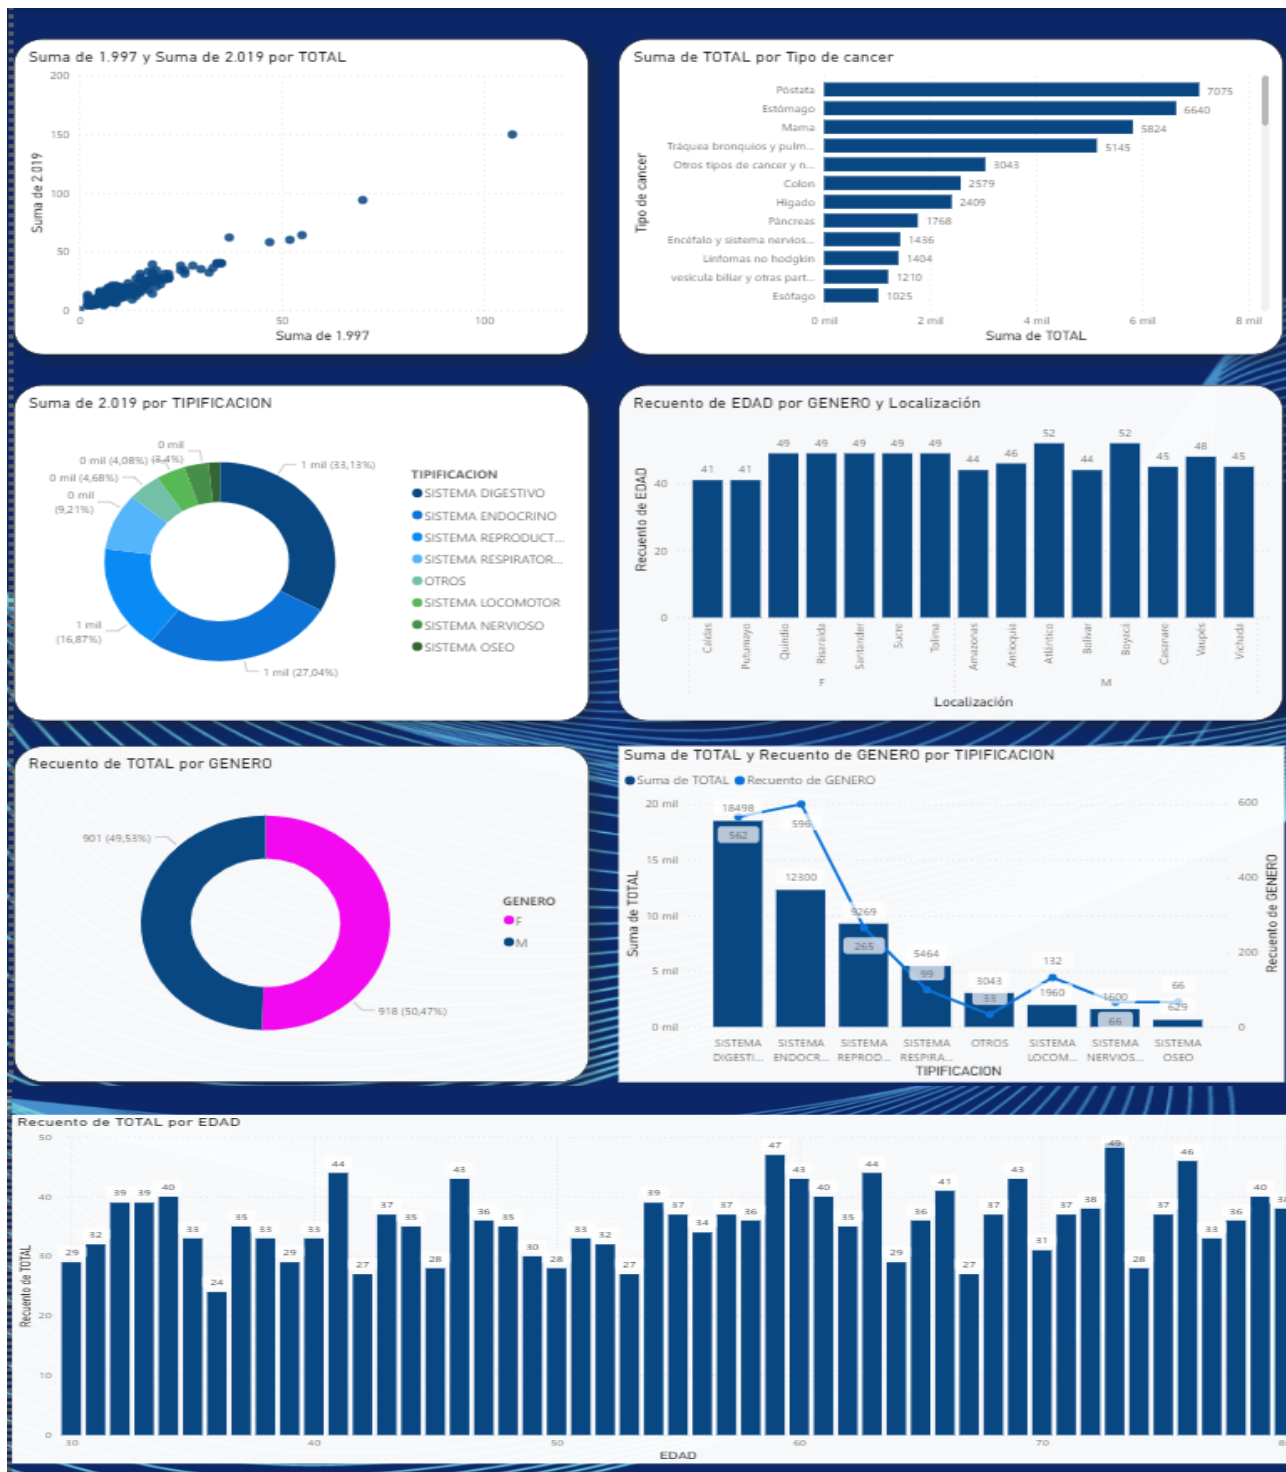 Suma de 1.997 y Suma de 2.019 por TOTAL
200
150
100
50
0
0 50 100
Suma de 2.019
Suma de 1.997
Suma de TOTAL por Tipo de cancer
Tipo de cancer
Póstata 7075
Estómago 6640
Mama 5824
Tráquea bronquios y pulm... 5145
Otros tipos de cancer y n... 3043
Colon 2579
Hígado 2409
Páncreas 1768
Encéfalo y sistema nervios... 1436
Linfomas no hodgkin 1404
vesícula biliar y otras part... 1210
Esófago 1025
0 mil 2 mil 4 mil 6 mil 8 mil
Suma de TOTAL
Suma de 2.019 por TIPIFICACION
0 mil
0 mil (4,08%) (3,4%)
0 mil (4,68%)
0 mil
(9,21%)
1 mil
(16,87%)
1 mil (27,04%)
1 mil (33,13%)
TIPIFICACION
SISTEMA DIGESTIVO
SISTEMA ENDOCRINO
SISTEMA REPRODUCT...
SISTEMA RESPIRATOR...
OTROS
SISTEMA LOCOMOTOR
SISTEMA NERVIOSO
SISTEMA OSEO
Recuento de EDAD por GENERO y Localización
Recuento de EDAD
40
20
0
41 41 49 49 49 49 49 44 46 52 44 52 45 48 45
Caldas Putumayo Quindío Risaralda Santander Sucre Tolima Amazonas Antioquia Atlántico Bolívar Boyacá Casanare Vaupés Vichada
F M
Localización
Recuento de TOTAL por GENERO
901 (49,53%)
918 (50,47%)
GENERO
F
M
Suma de TOTAL y Recuento de GENERO por TIPIFICACION
Suma de TOTAL Recuento de GENERO
Suma de TOTAL
20 mil
15 mil
10 mil
5 mil
0 mil
18498 12300 9269 5464 3043 1960 1600 629
562 596 265 99 33 132 66 66
600
400
200
0
Recuento de GENERO
SISTEMA SISTEMA SISTEMA SISTEMA OTROS SISTEMA SISTEMA SISTEMA
DIGESTI... ENDOCR... REPROD... RESPIRA... LOCOM... NERVIOS... OSEO
TIPIFICACION
Recuento de TOTAL por EDAD
Recuento de TOTAL
50
40
30
20
10
0
29 32 39 39 40 33 24 35 33 29 33 44 27 37 35 28 43 36 35 30 28 33 32 27 39 37 34 37 36 47 43 40 35 44 29 36 41 27 37 43 31 37 38 49 28 37 46 33 36 40 38
30 40 50 60 70
EDAD